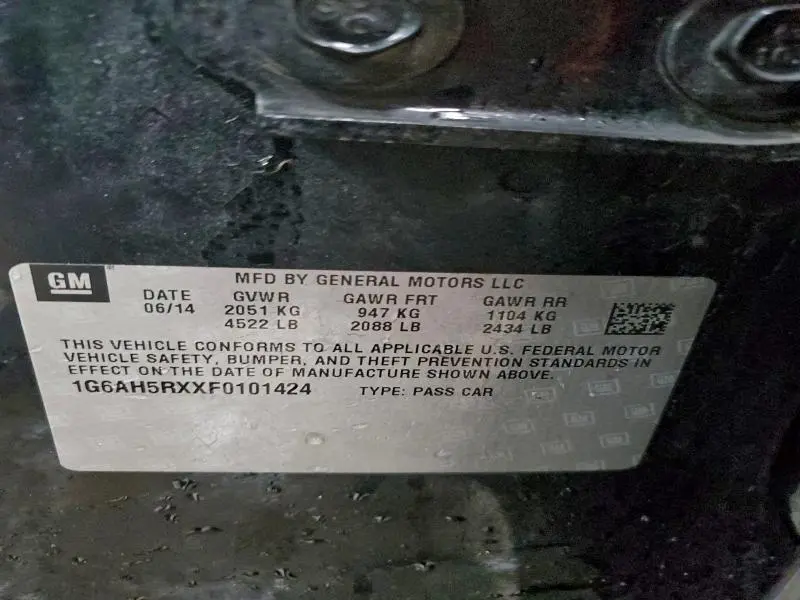 GM
MFD BY GENERAL MOTORS LLC
DATE GVWR GAWR FRT GAWR RR
06/14 2051 KG 947 KG 1104 KG
4522 LB 2088 LB 2434 LB
THIS VEHICLE CONFORMS TO ALL APPLICABLE U.S. FEDERAL MOTOR
VEHICLE SAFETY, BUMPER, AND THEFT PREVENTION STANDARDS IN
EFFECT ON THE DATE OF MANUFACTURE SHOWN ABOVE.
1G6AH5RXXF0101424 TYPE: PASS CAR